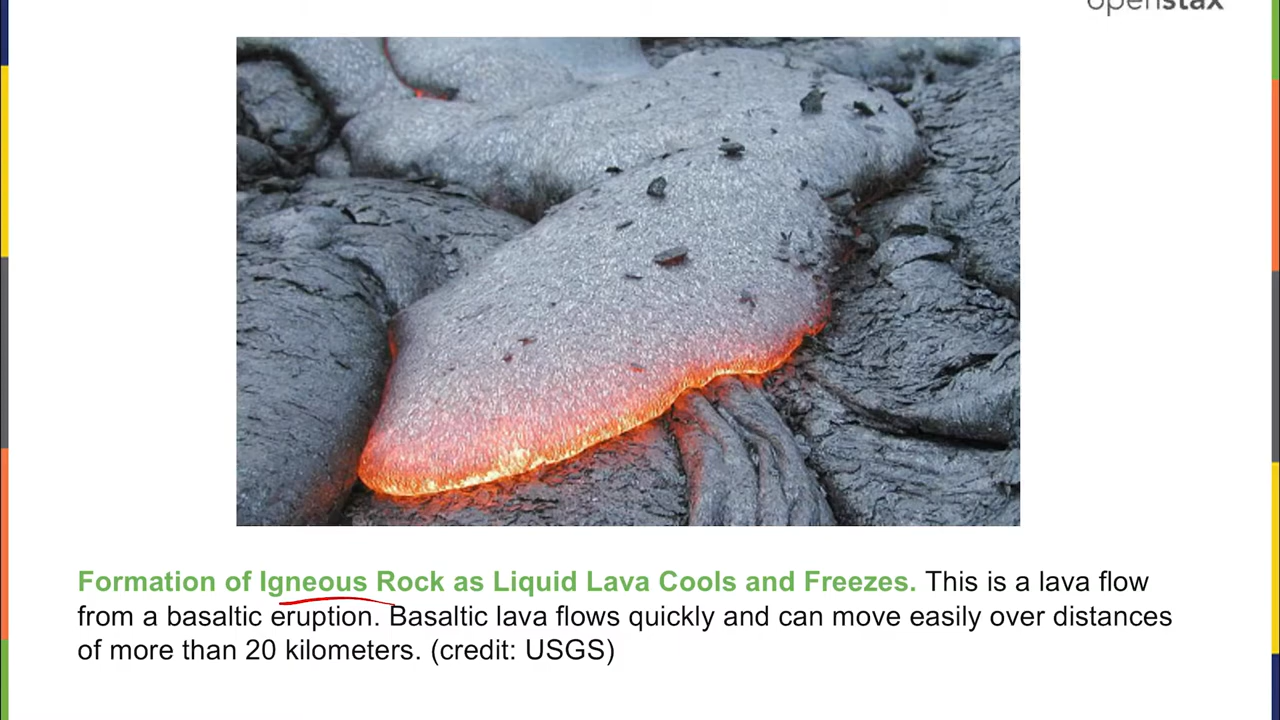 openstax
Formation of Igneous Rock as Liquid Lava Cools and Freezes. This is a lava flow
from a basaltic eruption. Basaltic lava flows quickly and can move easily over distances
of more than 20 kilometers. (credit: USGS)